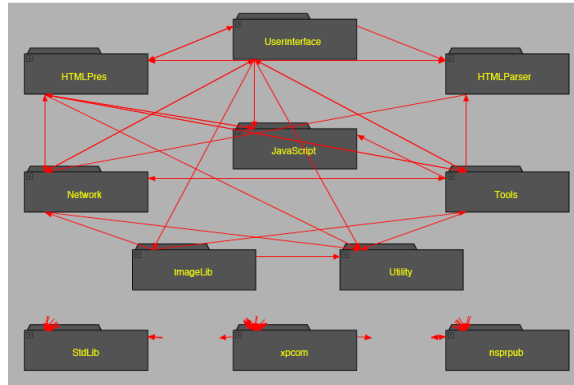 UserInterface
HTMLPres
HTMLParser
JavaScript
Network
Tools
ImageLib
Utility
StdLib
xpcom
nsprpub